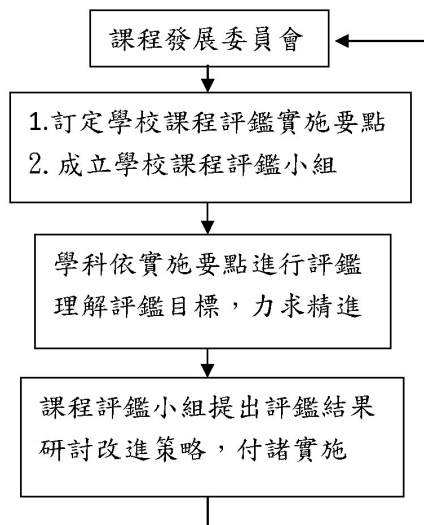 課程發展委員會
1.訂定學校課程評鑑實施要點
2.成立學校課程評鑑小組
學科依實施要點進行評鑑
理解評鑑目標，力求精進
課程評鑑小組提出評鑑結果
研討改進策略，付諸實施